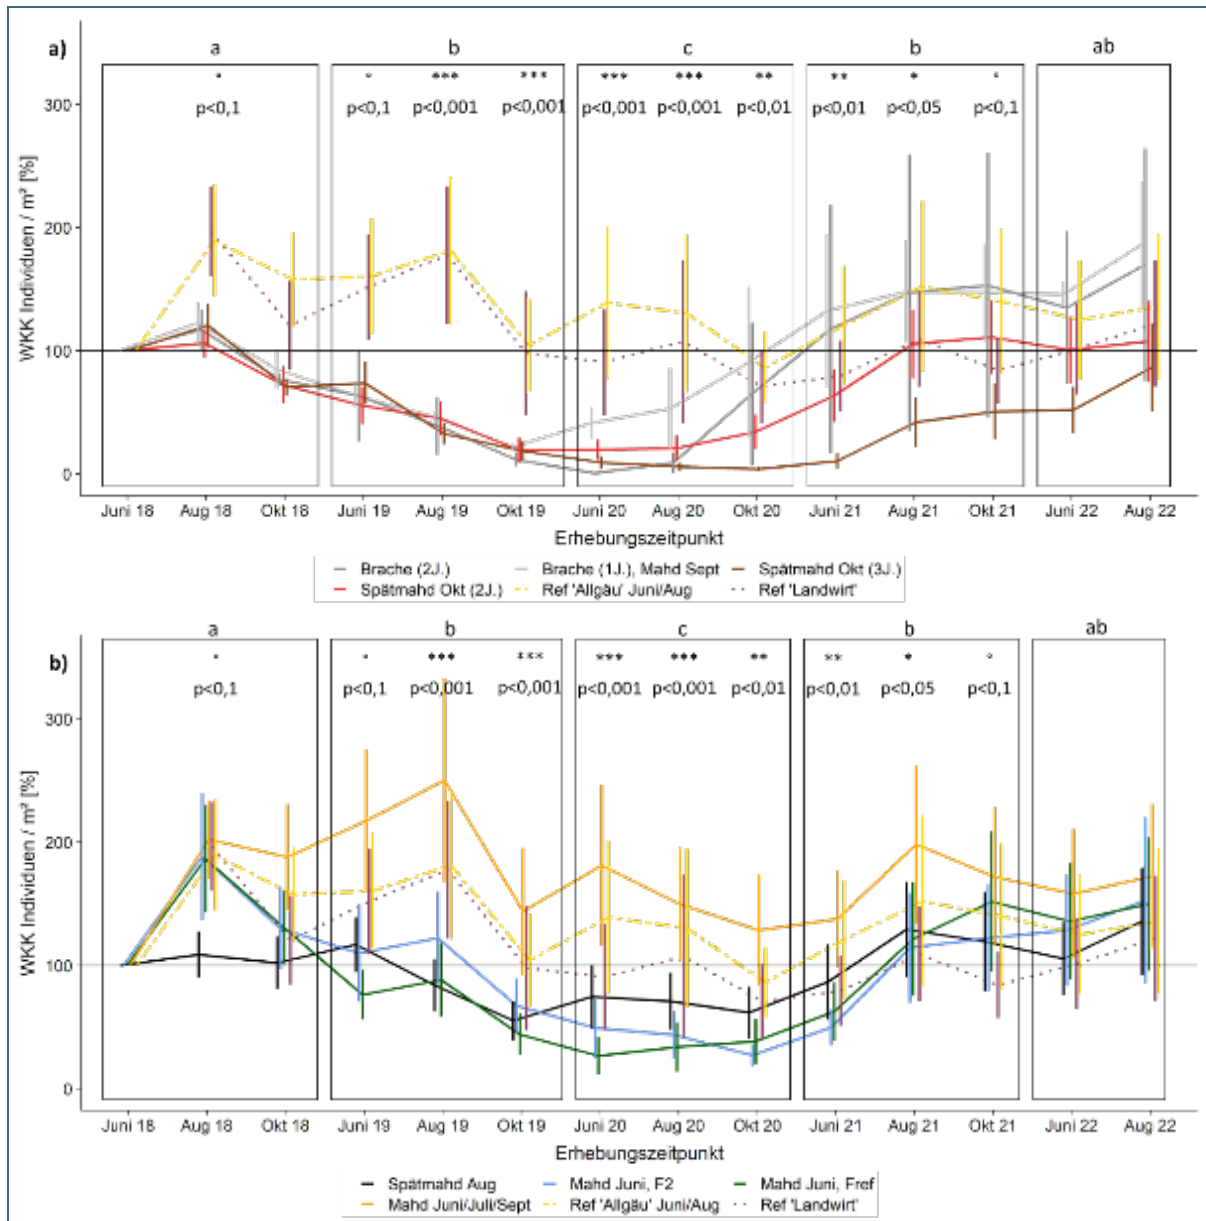 a b c b ab
a)
* * *** *** *** *** ** ** * *
p<0,1 p<0,1 p<0,001 p<0,001 p<0,001 p<0,001 p<0,01 p<0,01 p<0,05 p<0,1
300
200
100
0
WKK Individuen / m² [%]
Juni 18 Aug 18 Okt 18 Juni 19 Aug 19 Okt 19 Juni 20 Aug 20 Okt 20 Juni 21 Aug 21 Okt 21 Juni 22 Aug 22
Erhebungszeitpunkt
Brache (2J.) Brache (1J.), Mahd Sept Spätmahd Okt (3J.)
Spätmahd Okt (2J.) Ref 'Allgäu' Juni/Aug Ref 'Landwirt'
a b c b ab
b)
* * *** *** *** *** ** ** * *
p<0,1 p<0,1 p<0,001 p<0,001 p<0,001 p<0,001 p<0,01 p<0,01 p<0,05 p<0,1
300
200
100
0
WKK Individuen / m² [%]
Juni 18 Aug 18 Okt 18 Juni 19 Aug 19 Okt 19 Juni 20 Aug 20 Okt 20 Juni 21 Aug 21 Okt 21 Juni 22 Aug 22
Erhebungszeitpunkt
Spätmahd Aug Mahd Juni, F2 Mahd Juni, Fref
Mahd Juni/Juli/Sept Ref 'Allgäu' Juni/Aug Ref 'Landwirt'